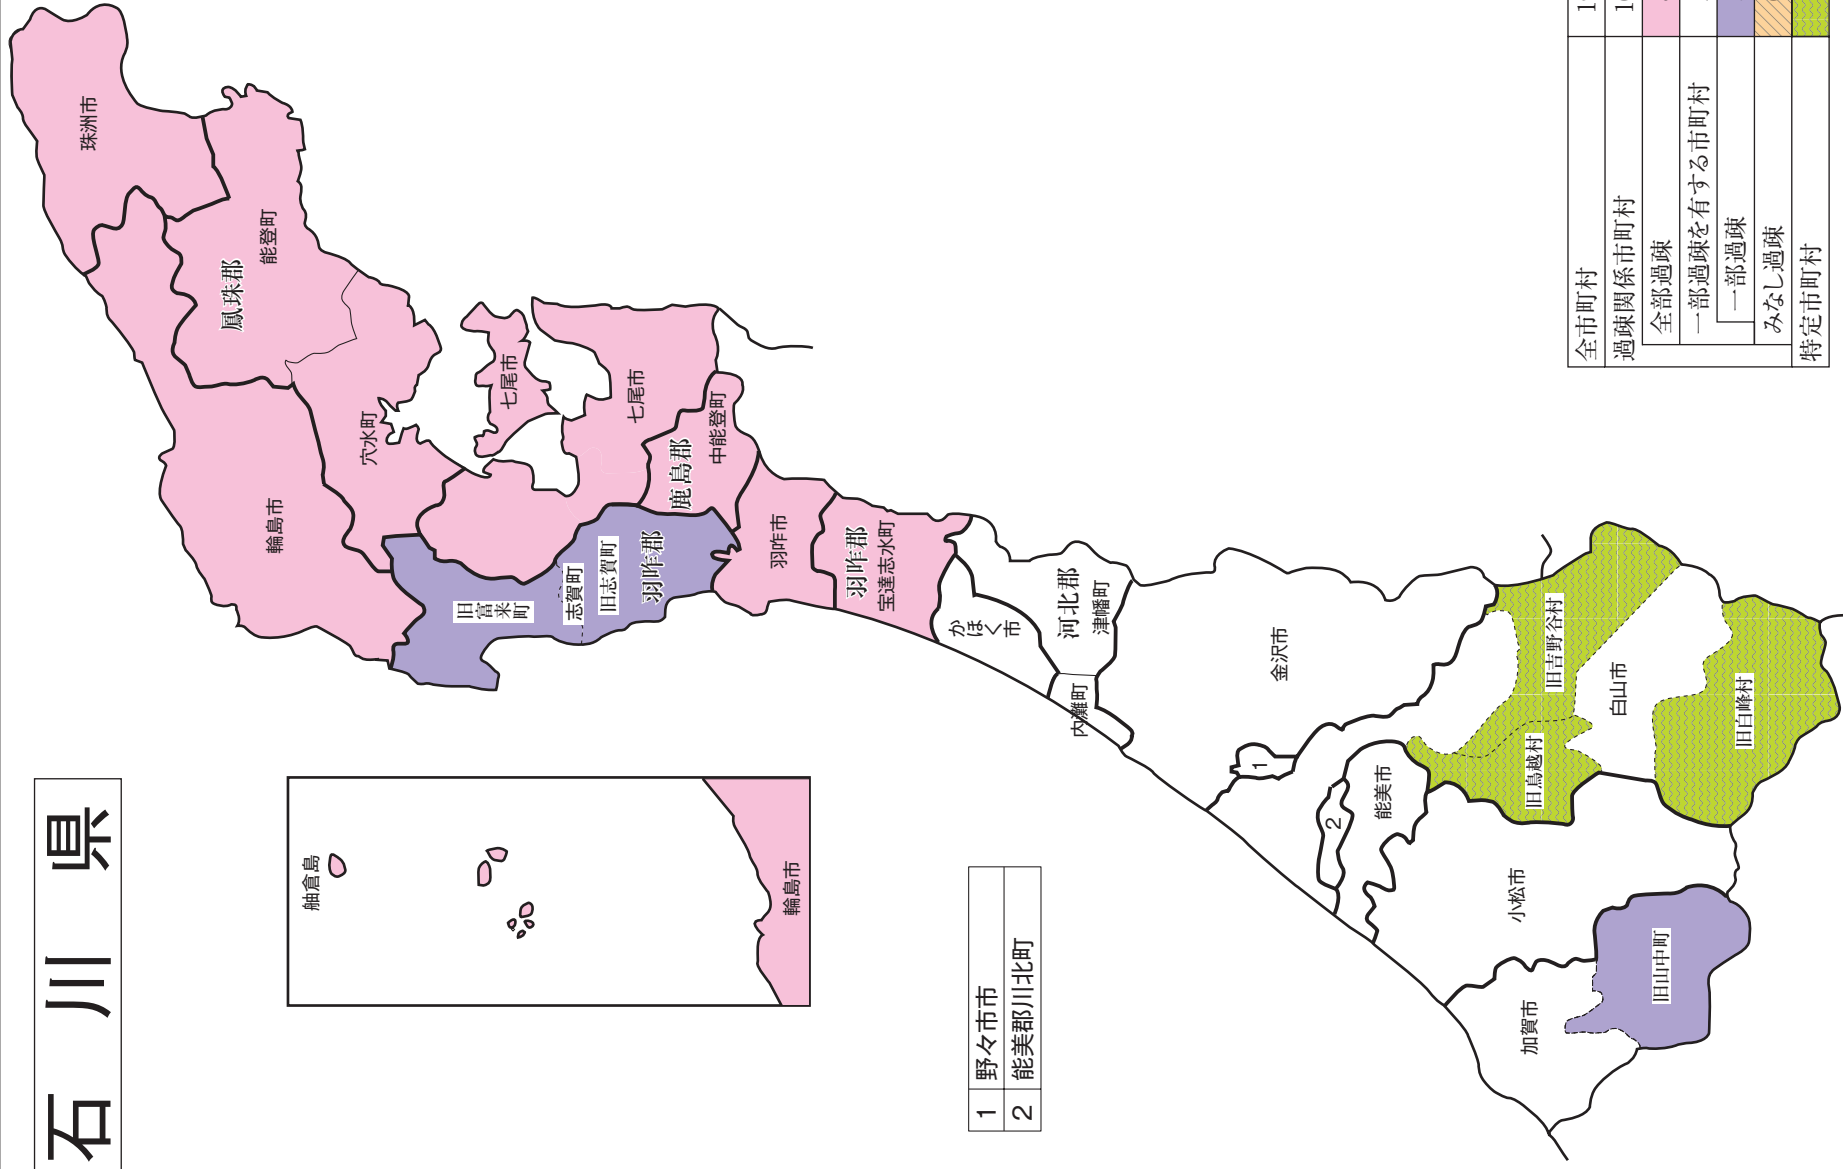 石川県
珠洲市
能登町
鳳珠郡
輪島市
穴水町
七尾市
七尾市
鹿島郡
中能登町
旧富来町
志賀町
旧志賀町
羽咋郡
羽咋市
羽咋郡
宝達志水町
かほく市
河北郡
津幡町
内灘町
金沢市
1
2
能美市
旧吉野谷村
白山市
旧鳥越村
旧白峰村
小松市
加賀市
旧山中町
舳倉島
輪島市
1 野々市市
2 能美郡川北町
全市町村
過疎関係市町村
全部過疎
一部過疎を有する市町村
一部過疎
みなし過疎
特定市町村